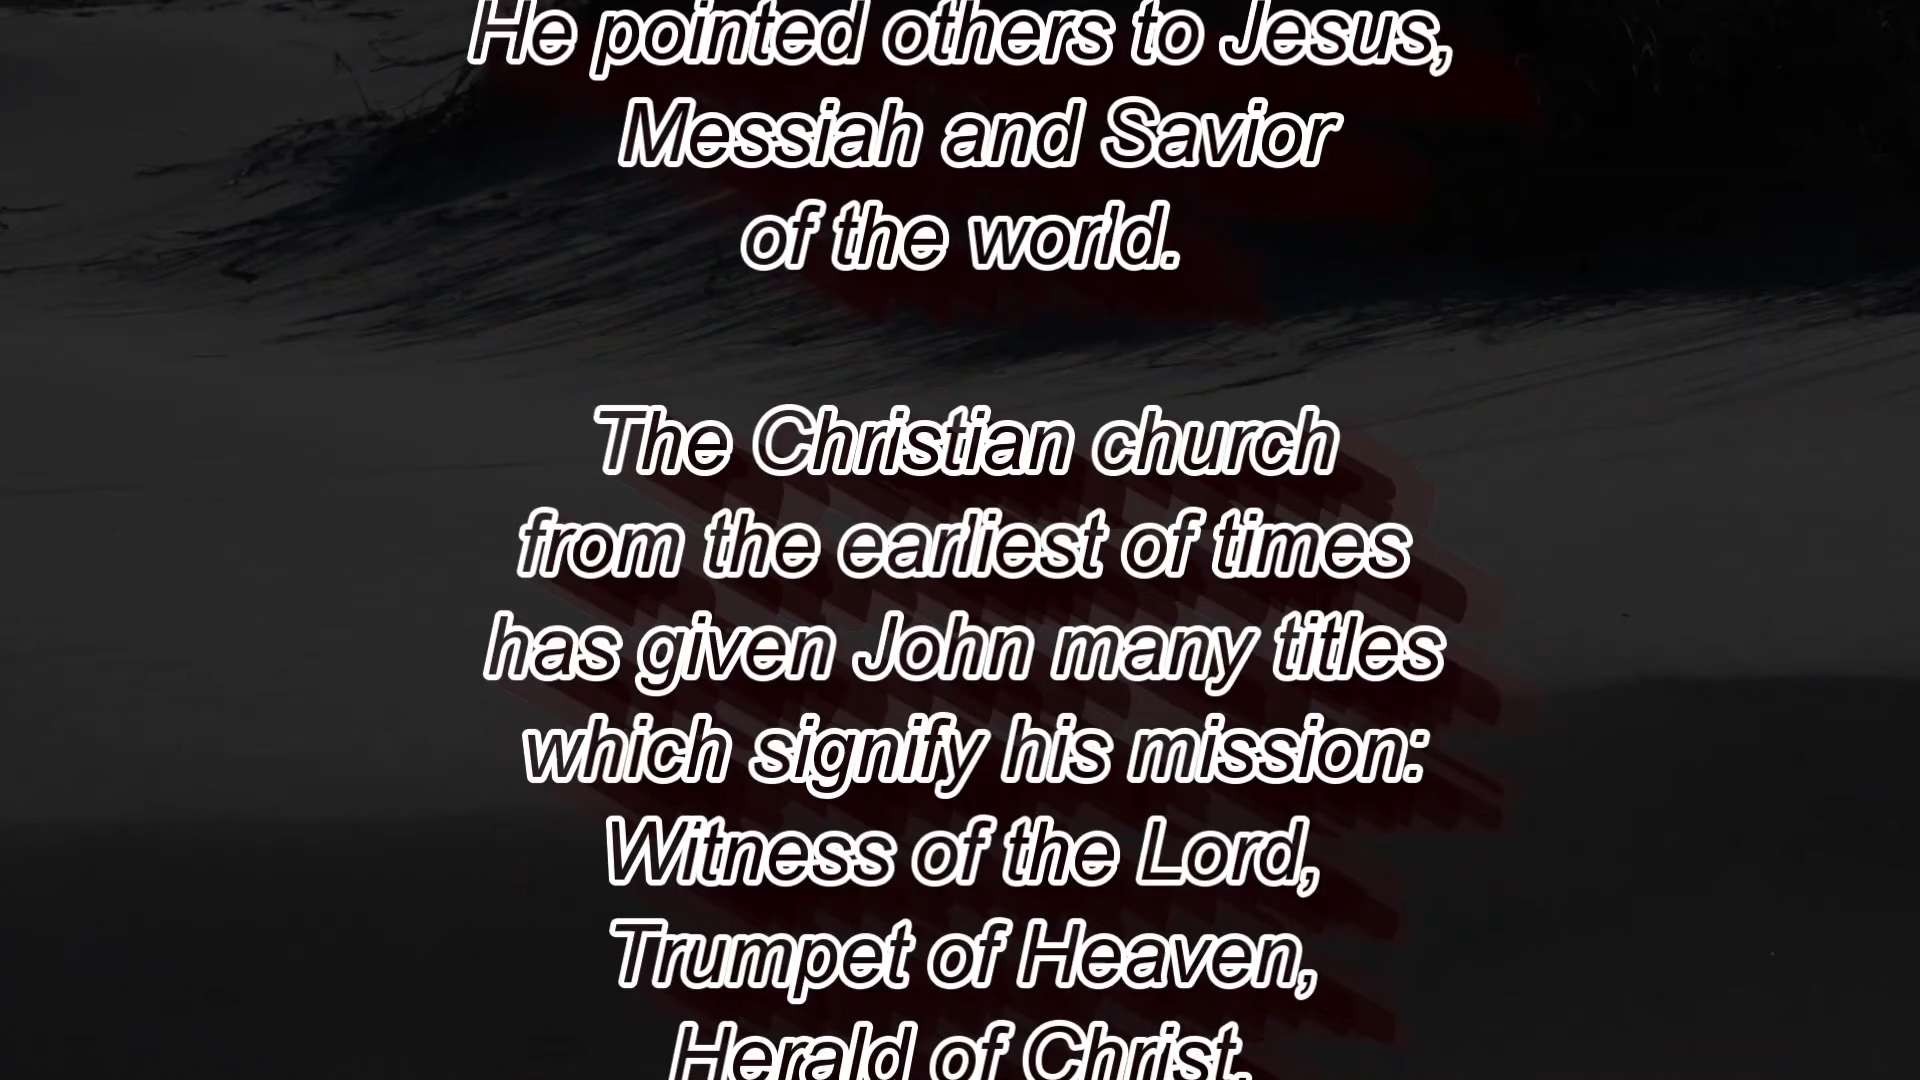 He pointed others to Jesus,
Messiah and Savior
of the world.
The Christian church
from the earliest of times
has given John many titles
which signify his mission:
Witness of the Lord,
Trumpet of Heaven,
Herald of Christ,